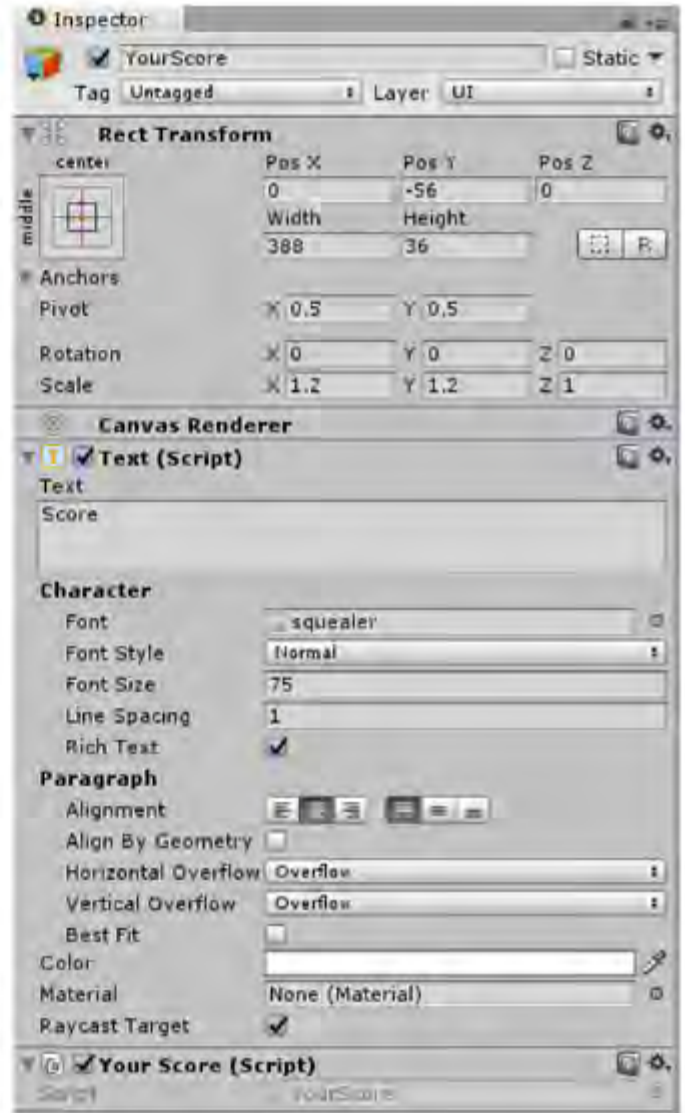 Inspector
YourScore Static
Tag Untagged Layer UI
Rect Transform
center Pos X Pos Y Pos Z
middle 0 -56 0
Width Height
388 36 R
Anchors
Pivot X 0.5 Y 0.5
Rotation X 0 Y 0 Z 0
Scale X 1.2 Y 1.2 Z 1
Canvas Renderer
T Text (Script)
Text
Score
Character
Font squealer
Font Style Normal
Font Size 75
Line Spacing 1
Rich Text
Paragraph
Alignment
Align By Geometry
Horizontal Overflow Overflow
Vertical Overflow Overflow
Best Fit
Color
Material None (Material)
Raycast Target
Your Score (Script)
Script YourScore